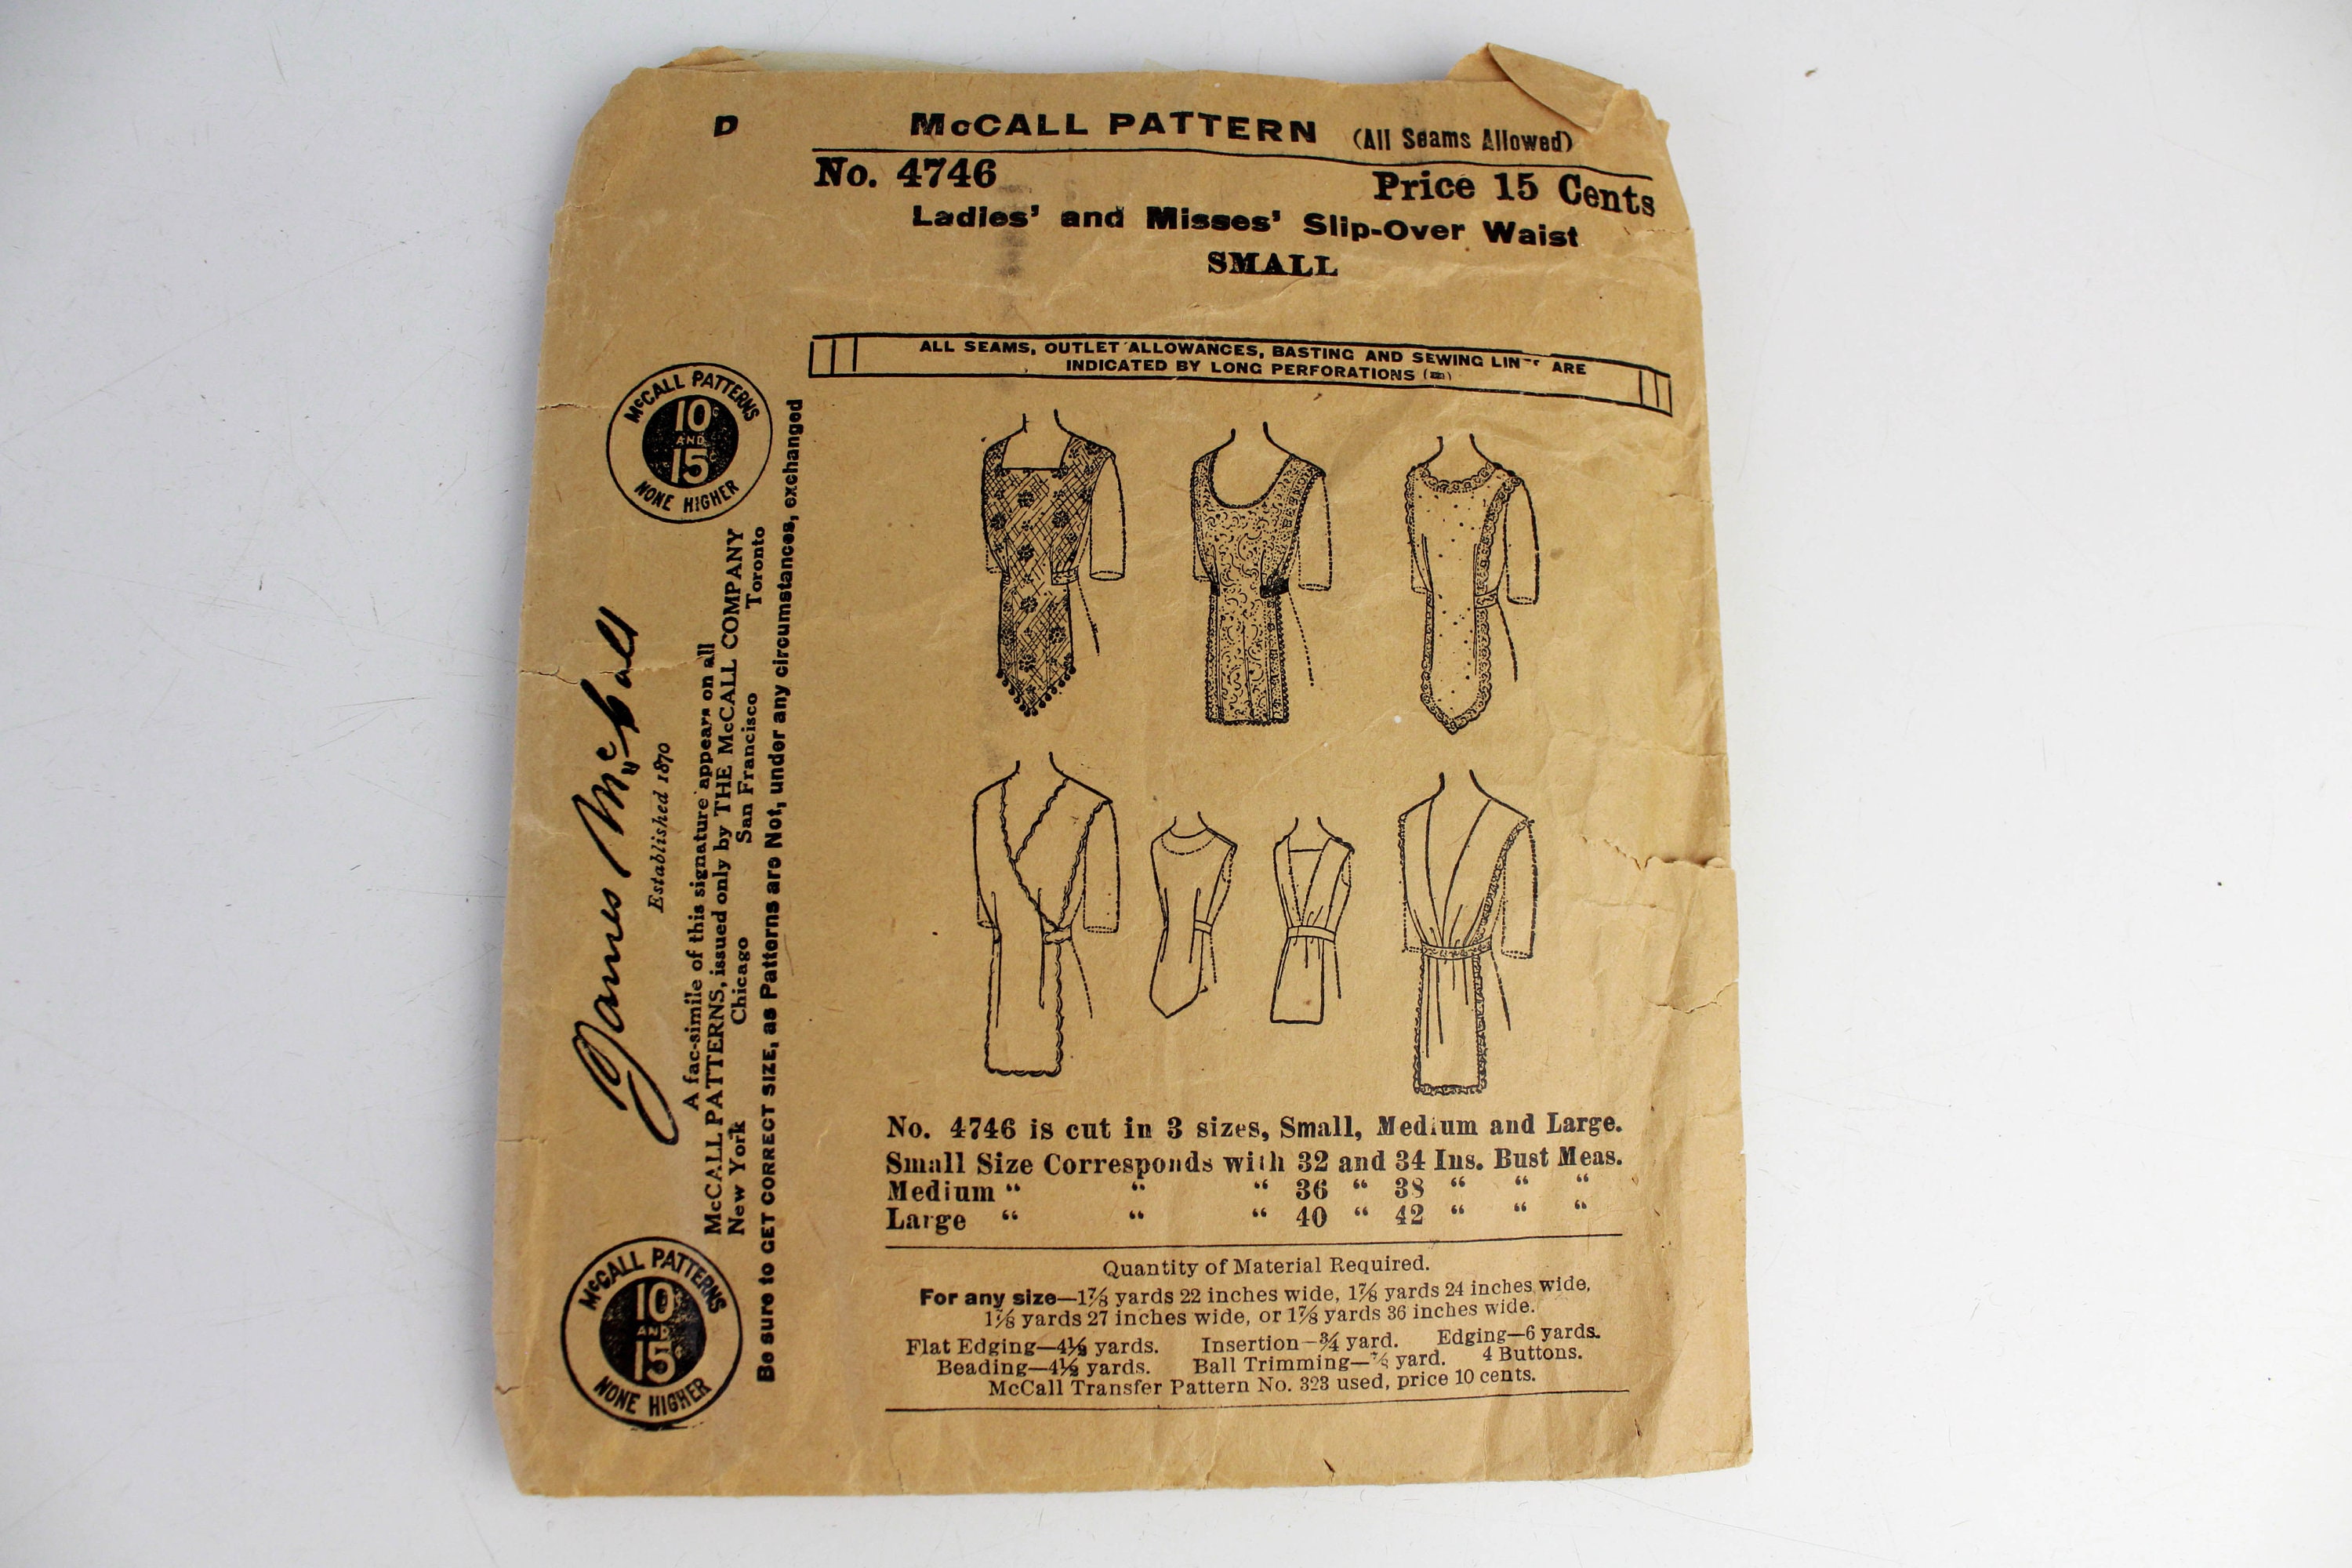 D
McCALL PATTERN (All Seams Allowed)
No. 4746 Price 15 Cents
Ladies' and Misses' Slip-Over Waist
SMALL
ALL SEAMS, OUTLET ALLOWANCES, BASTING AND SEWING ARE
INDICATED BY LONG PERFORATIONS
McCALL PATTERNS
10c
AND
15c
NONE HIGHER
James McCall
Established 1870
A fac-simile of this signature appears on all
McCALL PATTERNS, issued only by THE McCALL COMPANY
New York Chicago San Francisco Toronto
Be sure to GET CORRECT SIZE, as Patterns are Not, under any circumstances, exchanged
McCALL PATTERNS
10
AND
15c
NONE HIGHER
No. 4746 is cut in 3 sizes, Small, Medium and Large.
Small Size Corresponds with 32 and 34 Ins. Bust Meas.
Medium “ “ “ 36 “ 38 “ “ “
Large “ “ “ 40 “ 42 “ “ “
Quantity of Material Required.
For any size—1⅞ yards 22 inches wide, 1⅞ yards 24 inches wide,
1⅞ yards 27 inches wide, or 1⅞ yards 36 inches wide.
Flat Edging—4½ yards. Insertion—¾ yard. Edging—6 yards.
Beading—4½ yards. Ball Trimming— yard. 4 Buttons.
McCall Transfer Pattern No. 323 used, price 10 cents.